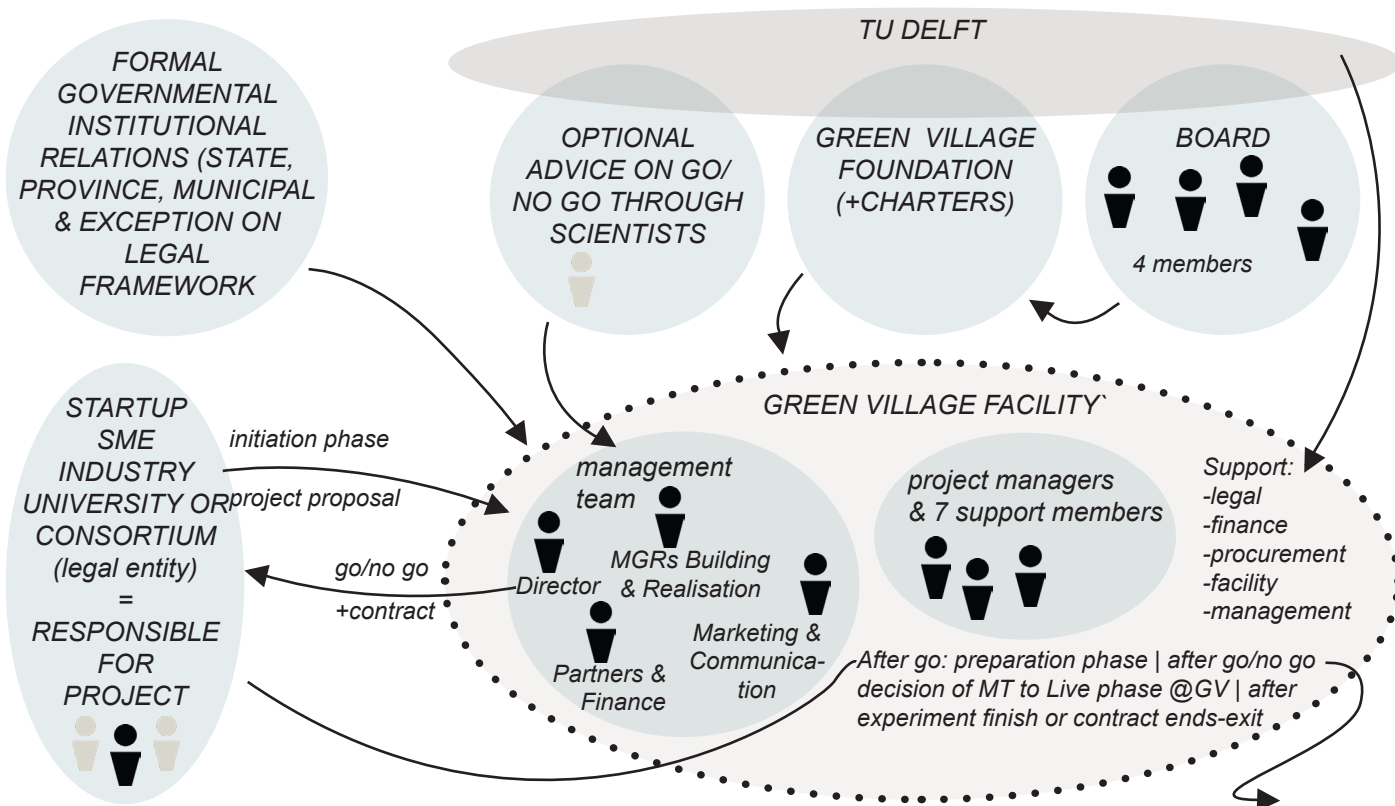 TU DELFT
FORMAL
GOVERNMENTAL
INSTITUTIONAL
RELATIONS (STATE,
PROVINCE, MUNICIPAL
& EXCEPTION ON
LEGAL
FRAMEWORK
OPTIONAL
ADVICE ON GO/
NO GO THROUGH
SCIENTISTS
GREEN VILLAGE
FOUNDATION
(+CHARTERS)
BOARD
4 members
STARTUP
SME
INDUSTRY
UNIVERSITY OR
CONSORTIUM
(legal entity)
=
RESPONSIBLE
FOR
PROJECT
initiation phase
project proposal
go/no go
+contract
GREEN VILLAGE FACILITY`
management
team
Director
MGRs Building
& Realisation
Partners &
Finance
Marketing &
Communica-
tion
project managers
& 7 support members
Support:
-legal
-finance
-procurement
-facility
-management
After go: preparation phase | after go/no go
decision of MT to Live phase @GV | after
experiment finish or contract ends-exit